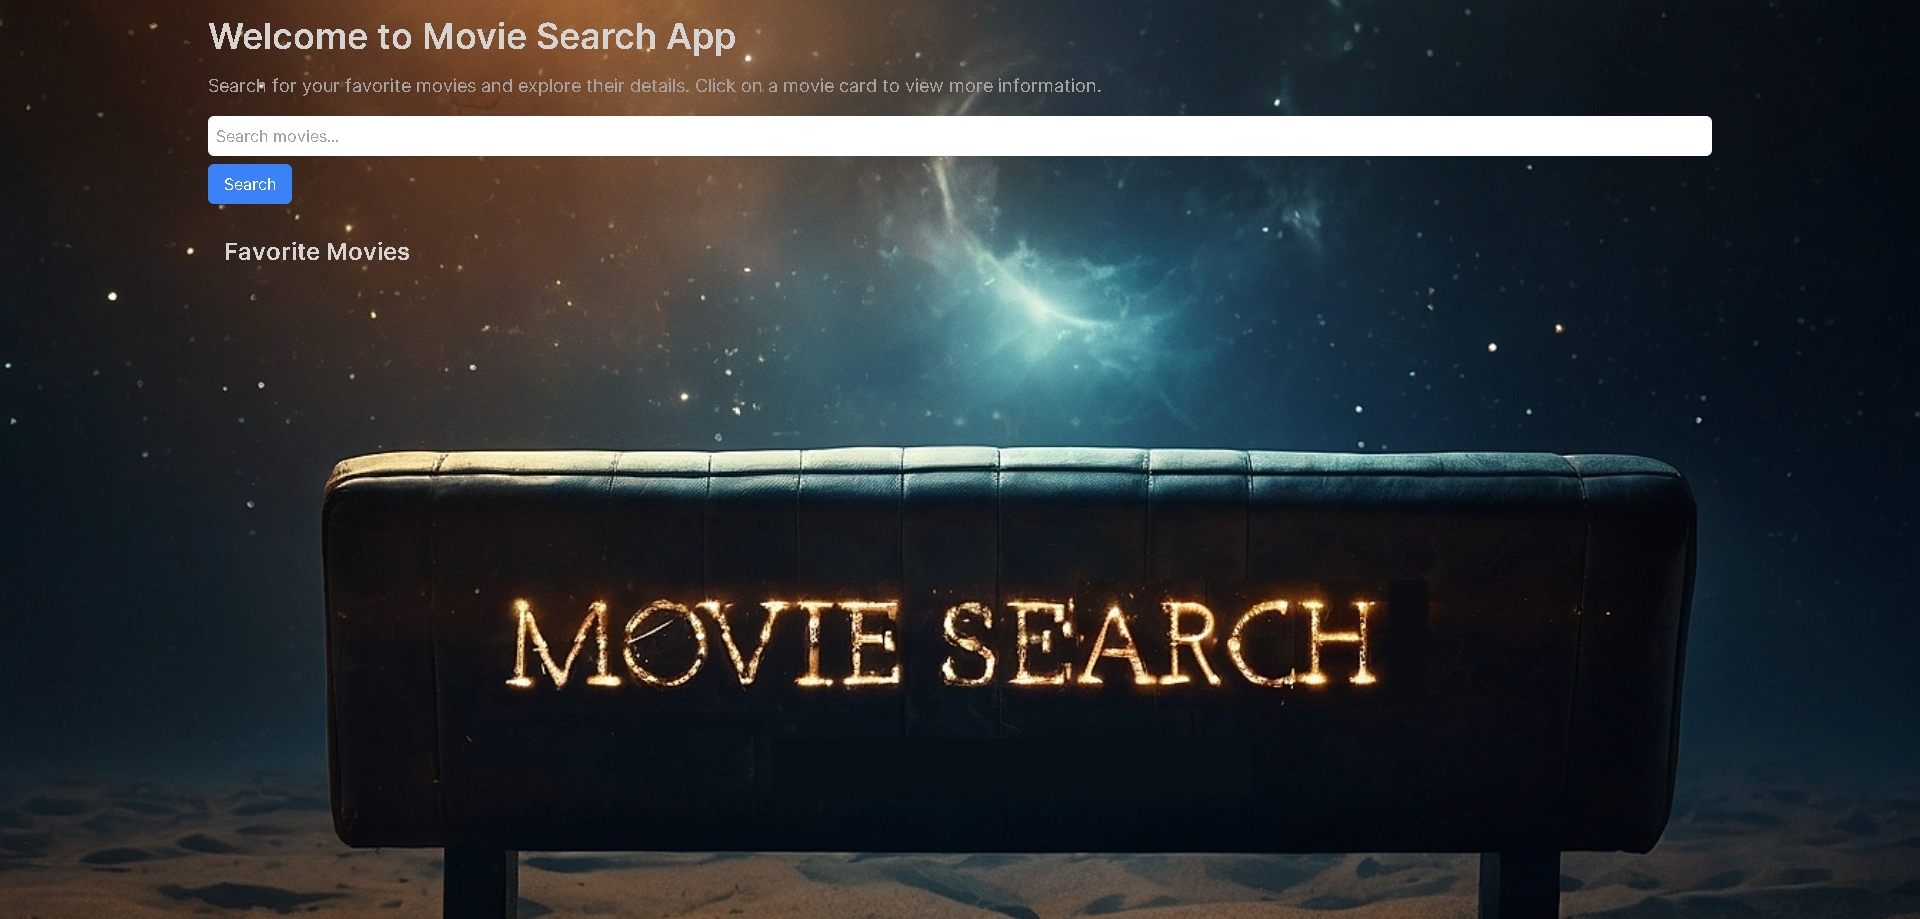 Welcome to Movie Search App
Search for your favorite movies and explore their details. Click on a movie card to view more information.
Search movies...
Search
Favorite Movies
MOVIE SEARCH